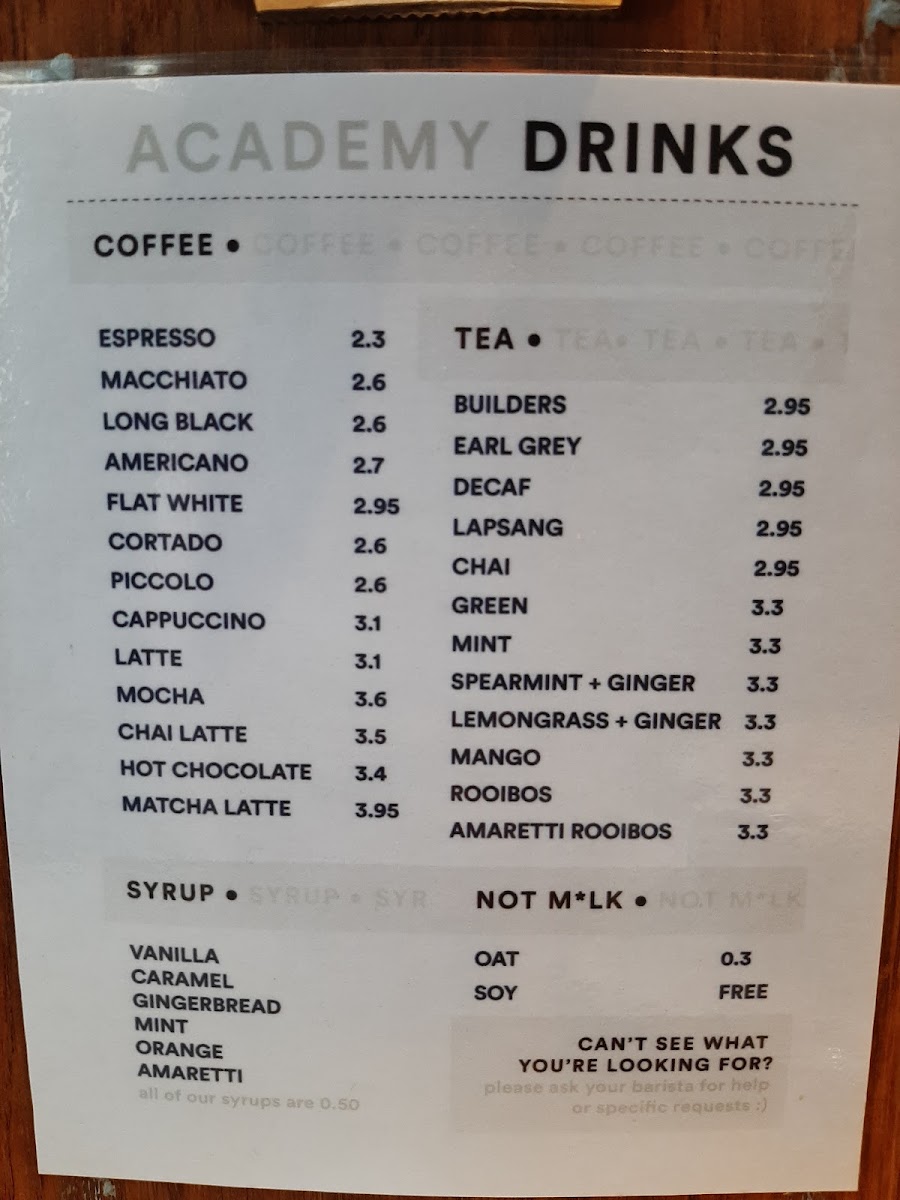 ACADEMY DRINKS
COFFEE • COFFEE • COFFEE • COFFEE • COFFE
ESPRESSO 2.3
MACCHIATO 2.6
LONG BLACK 2.6
AMERICANO 2.7
FLAT WHITE 2.95
CORTADO 2.6
PICCOLO 2.6
CAPPUCCINO 3.1
LATTE 3.1
MOCHA 3.6
CHAI LATTE 3.5
HOT CHOCOLATE 3.4
MATCHA LATTE 3.95
TEA • TEA • TEA • TEA •
BUILDERS 2.95
EARL GREY 2.95
DECAF 2.95
LAPSANG 2.95
CHAI 2.95
GREEN 3.3
MINT 3.3
SPEARMINT + GINGER 3.3
LEMONGRASS + GINGER 3.3
MANGO 3.3
ROOIBOS 3.3
AMARETTI ROOIBOS 3.3
SYRUP • SYRUP • SYR
VANILLA
CARAMEL
GINGERBREAD
MINT
ORANGE
AMARETTI
all of our syrups are 0.50
NOT M*LK • NOT M*LK
OAT 0.3
SOY FREE
CAN'T SEE WHAT
YOU'RE LOOKING FOR?
please ask your barista for help
or specific requests :)